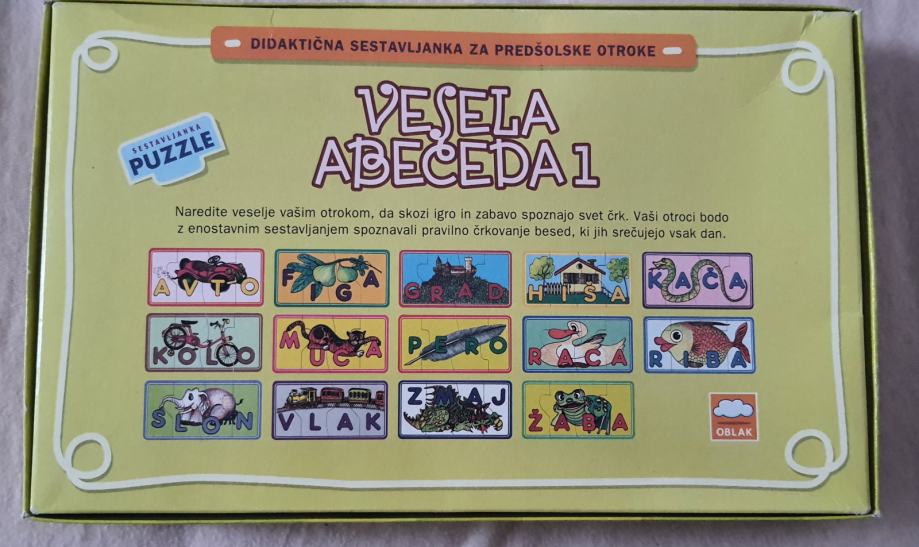 DIDAKTIČNA SESTAVLJANKA ZA PREDŠOLSKE OTROKE
VESELA
ABECEDA 1
SESTAVLJANKA
PUZZLE
Naredite veselje vašim otrokom, da skozi igro in zabavo spoznajo svet črk. Vaši otroci bodo
z enostavnim sestavljanjem spoznavali pravilno črkovanje besed, ki jih srečujejo vsak dan.
AVTO
FIGA
GRAD
HIŠA
KAČA
KOLO
MUCA
PERO
RACA
RIBA
SLON
VLAK
ZMAJ
ŽABA
OBLAK